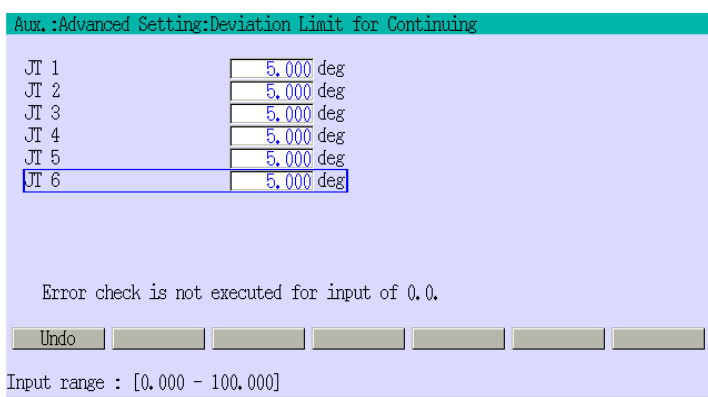 Aux.:Advanced Setting:Deviation Limit for Continuing
JT 1 5.000 deg
JT 2 5.000 deg
JT 3 5.000 deg
JT 4 5.000 deg
JT 5 5.000 deg
JT 6 5.000 deg
Error check is not executed for input of 0.0.
Undo
Input range : [0.000 - 100.000]